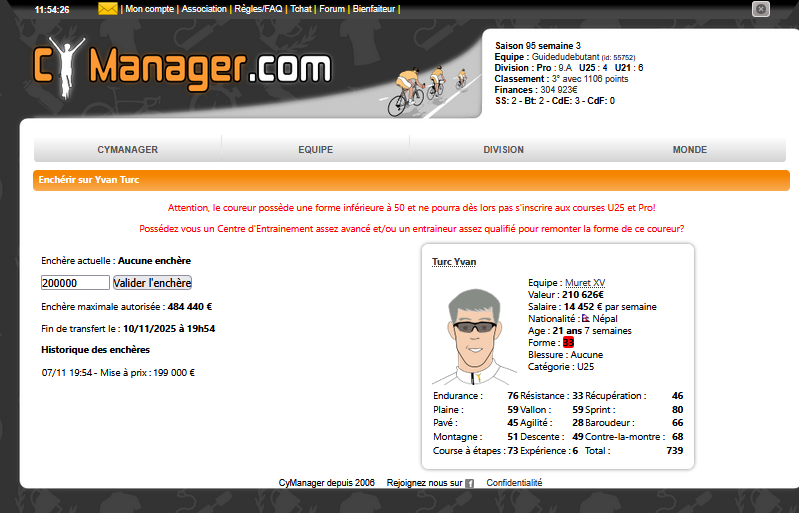 11:54:26 | Mon compte | Association | Règles/FAQ | Tchat | Forum | Bienfaiteur |
CyManager.com
Saison 95 semaine 3
Equipe : Guidedudebutant (id: 55752)
Division : Pro : 9.A U25 : 4 U21 : 6
Classement : 3° avec 1106 points
Finances : 304 923€
SS: 2 - Bt: 2 - CdE: 3 - CdF: 0
CYMANAGER EQUIPE DIVISION MONDE
Enchérir sur Yvan Turc
Attention, le coureur possède une forme inférieure à 50 et ne pourra dès lors pas s'inscrire aux courses U25 et Pro!
Possédez vous un Centre d'Entrainement assez avancé et/ou un entraineur assez qualifié pour remonter la forme de ce coureur?
Enchère actuelle : Aucune enchère
200000 Valider l'enchère
Enchère maximale autorisée : 484 440 €
Fin de transfert le : 10/11/2025 à 19h54
Historique des enchères
07/11 19:54 - Mise à prix : 199 000 €
Turc Yvan
Equipe : Muret XV
Valeur : 210 626€
Salaire : 14 452 € par semaine
Nationalité : Népal
Age : 21 ans 7 semaines
Forme : 33
Blessure : Aucune
Catégorie : U25
Endurance : 76 Résistance : 33 Récupération : 46
Plaine : 59 Vallon : 59 Sprint : 80
Pavé : 45 Agilité : 28 Baroudeur : 66
Montagne : 51 Descente : 49 Contre-la-montre : 68
Course à étapes : 73 Expérience : 6 Total : 739
CyManager depuis 2006 Rejoignez nous sur f Confidentialité